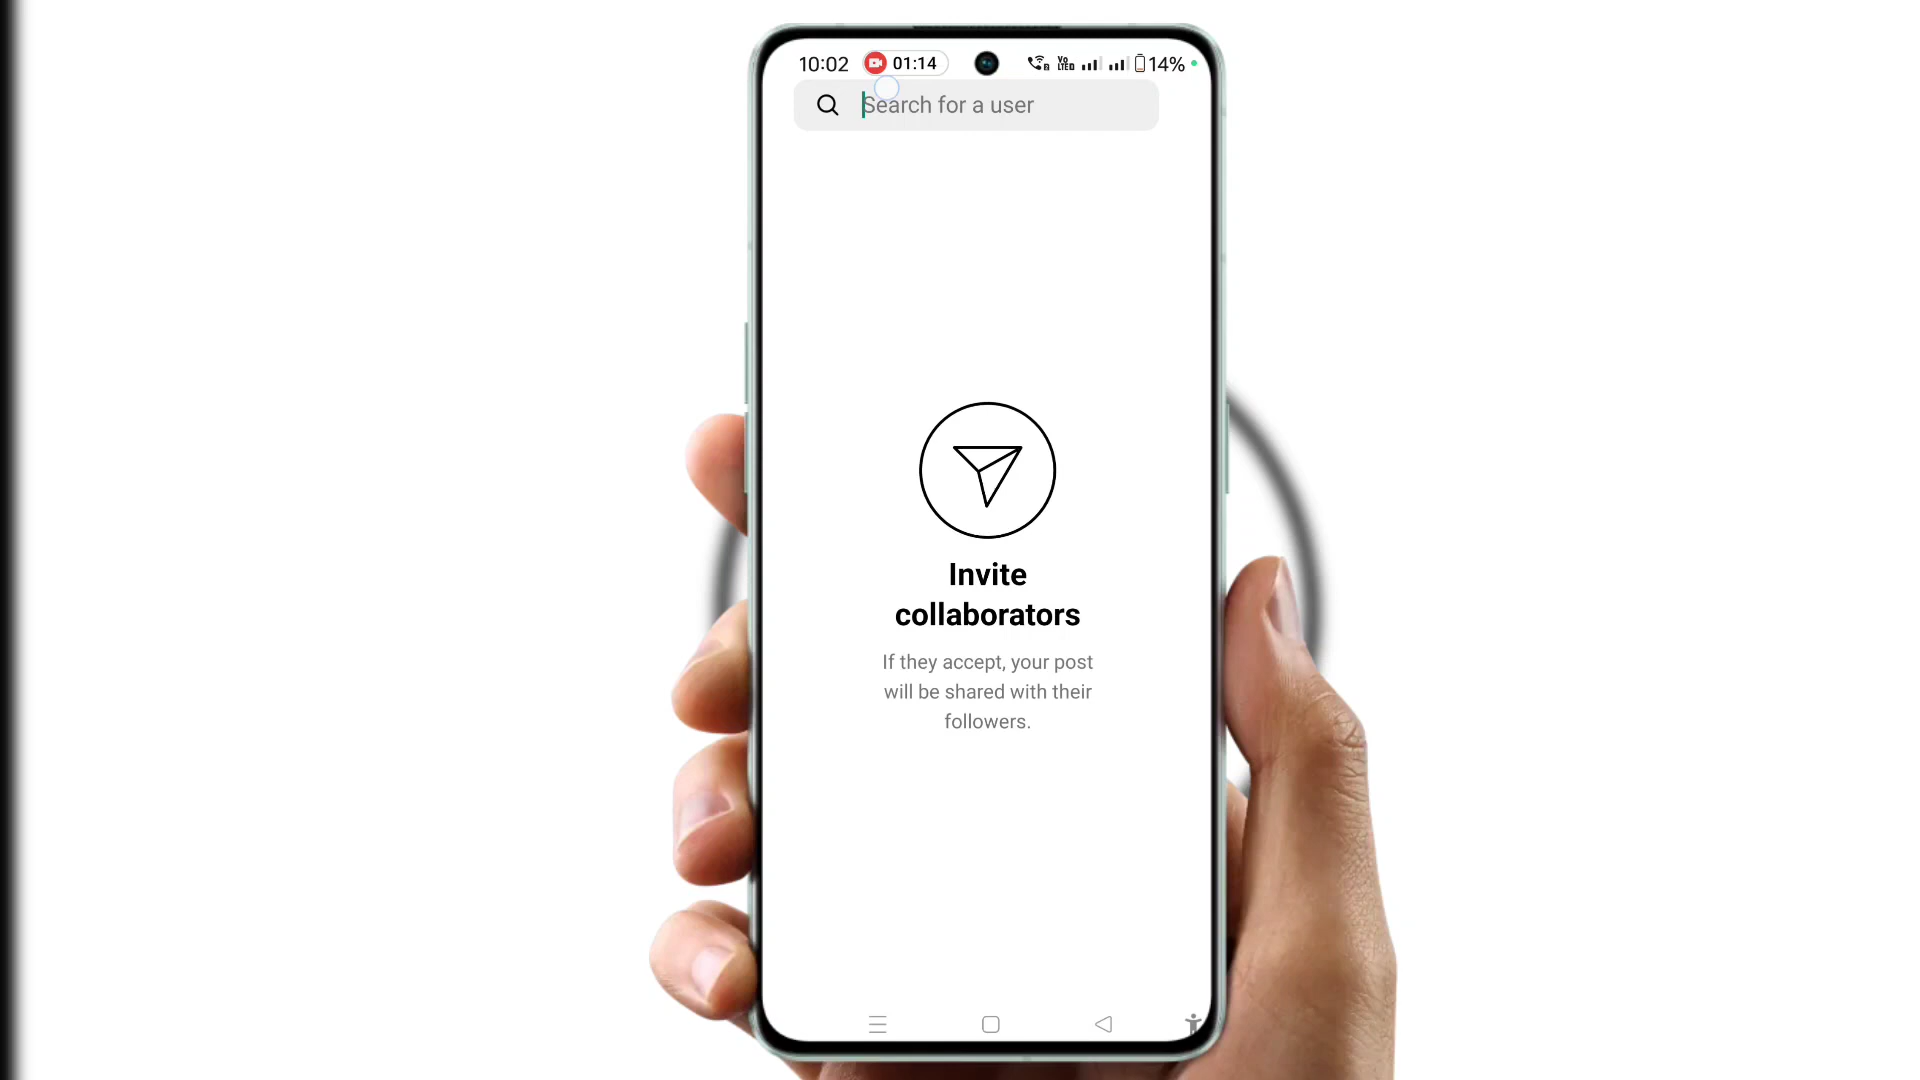 10:02 01:14 14%
Search for a user
Invite
collaborators
If they accept, your post
will be shared with their
followers.